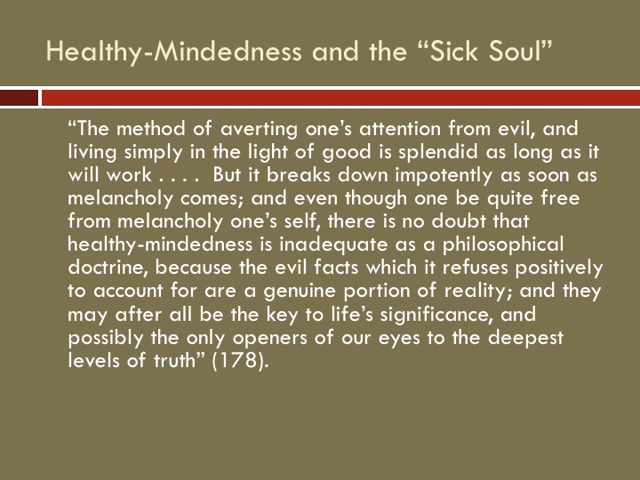 Healthy-Mindedness and the “Sick Soul”
“The method of averting one’s attention from evil, and
living simply in the light of good is splendid as long as it
will work . . . .  But it breaks down impotently as soon as
melancholy comes; and even though one be quite free
from melancholy one’s self, there is no doubt that
healthy-mindedness is inadequate as a philosophical
doctrine, because the evil facts which it refuses positively
to account for are a genuine portion of reality; and they
may after all be the key to life’s significance, and
possibly the only openers of our eyes to the deepest
levels of truth” (178).